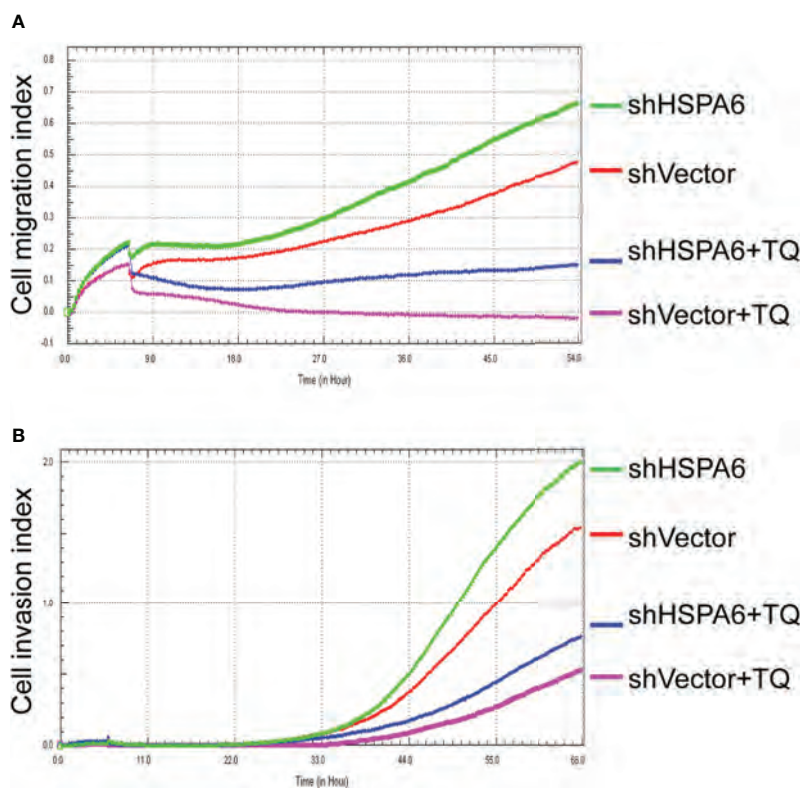 A
Cell migration index
0.8
0.7
0.6
0.5
0.4
0.3
0.2
0.1
0.0
-0.1
0.0 9.0 18.0 27.0 36.0 45.0 54.0
Time (in Hour)
shHSPA6
shVector
shHSPA6+TQ
shVector+TQ
B
Cell invasion index
2.0
1.0
0.0
0.0 11.0 22.0 33.0 44.0 55.0 66.0
Time (in Hour)
shHSPA6
shVector
shHSPA6+TQ
shVector+TQ